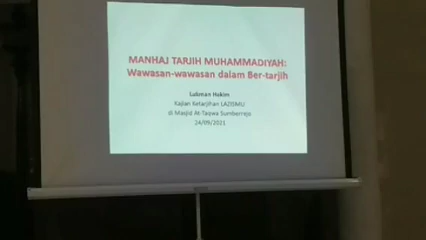 MANHAJ TARJIH MUHAMMADIYAH:
Wawasan-wawasan dalam Ber-tarjih
Lukman Hakim
Kajian Ketarjihan LAZISMU
di Masjid At-Taqwa Sumberrejo
24/09/2021